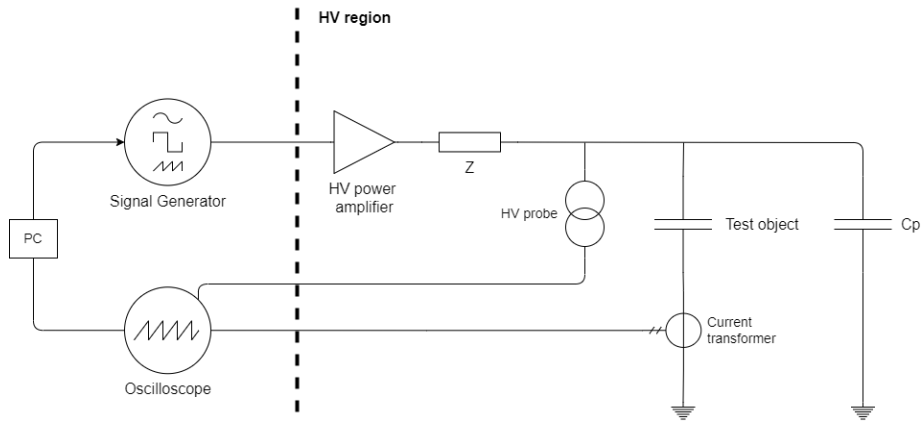 HV region
Signal Generator
HV power
amplifier
Z
HV probe
PC
Test object
Cp
Current
transformer
Oscilloscope